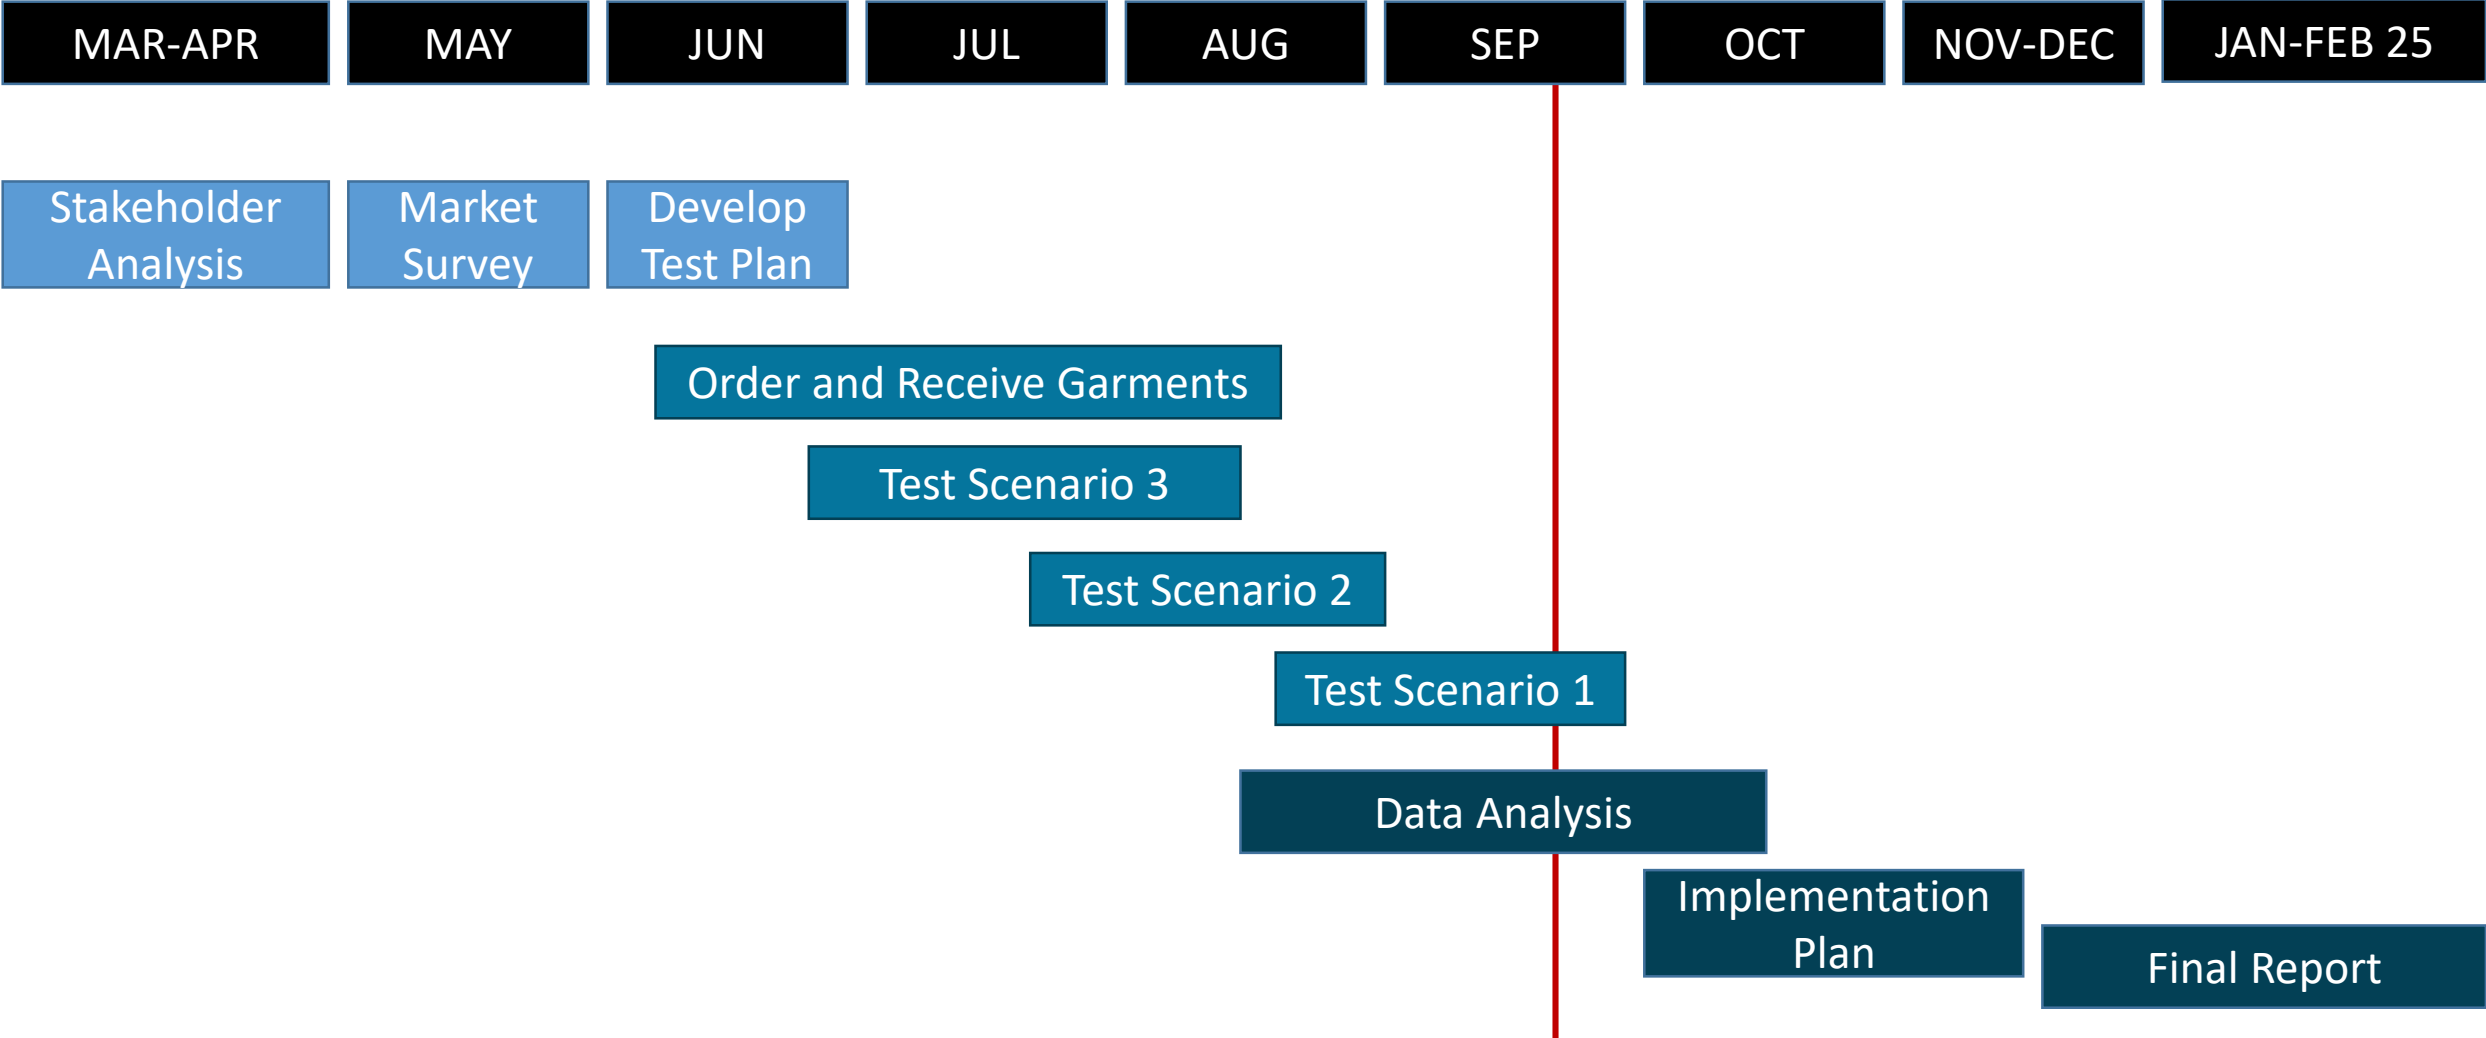 MAR-APR
MAY
JUN
JUL
AUG
SEP
OCT
NOV-DEC
JAN-FEB 25
Stakeholder
Analysis
Market
Survey
Develop
Test Plan
Order and Receive Garments
Test Scenario 3
Test Scenario 2
Test Scenario 1
Data Analysis
Implementation
Plan
Final Report